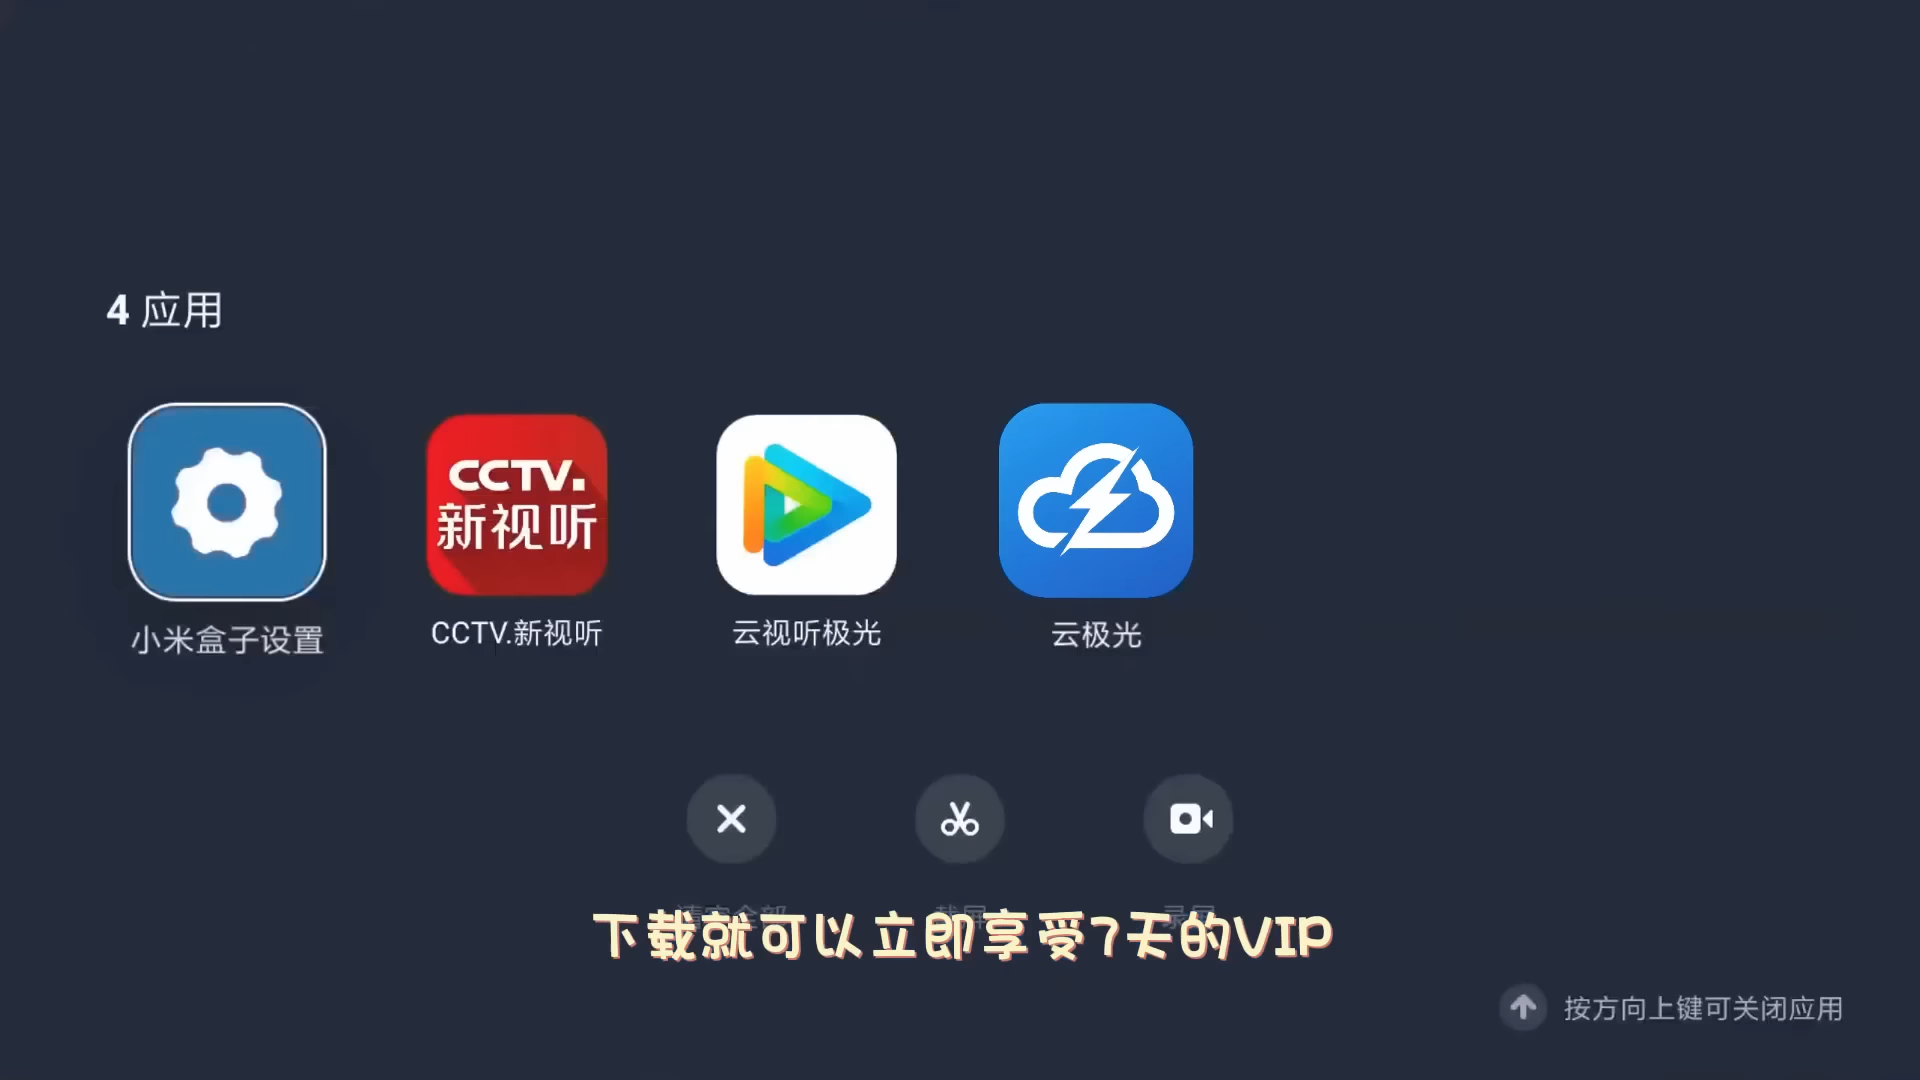 4 应用
CCTV.
新视听
小米盒子设置
CCTV.新视听
云视听极光
云极光
下载就可以立即享受7天的VIP
按方向上键可关闭应用